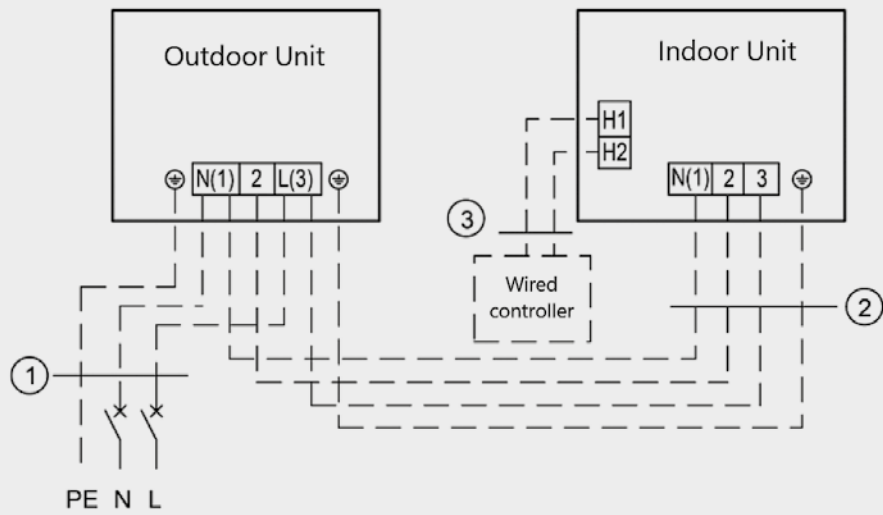 Outdoor Unit
Indoor Unit
H1
H2
N(1) 2 L(3)
N(1) 2 3
3
Wired
controller
2
1
PE N L